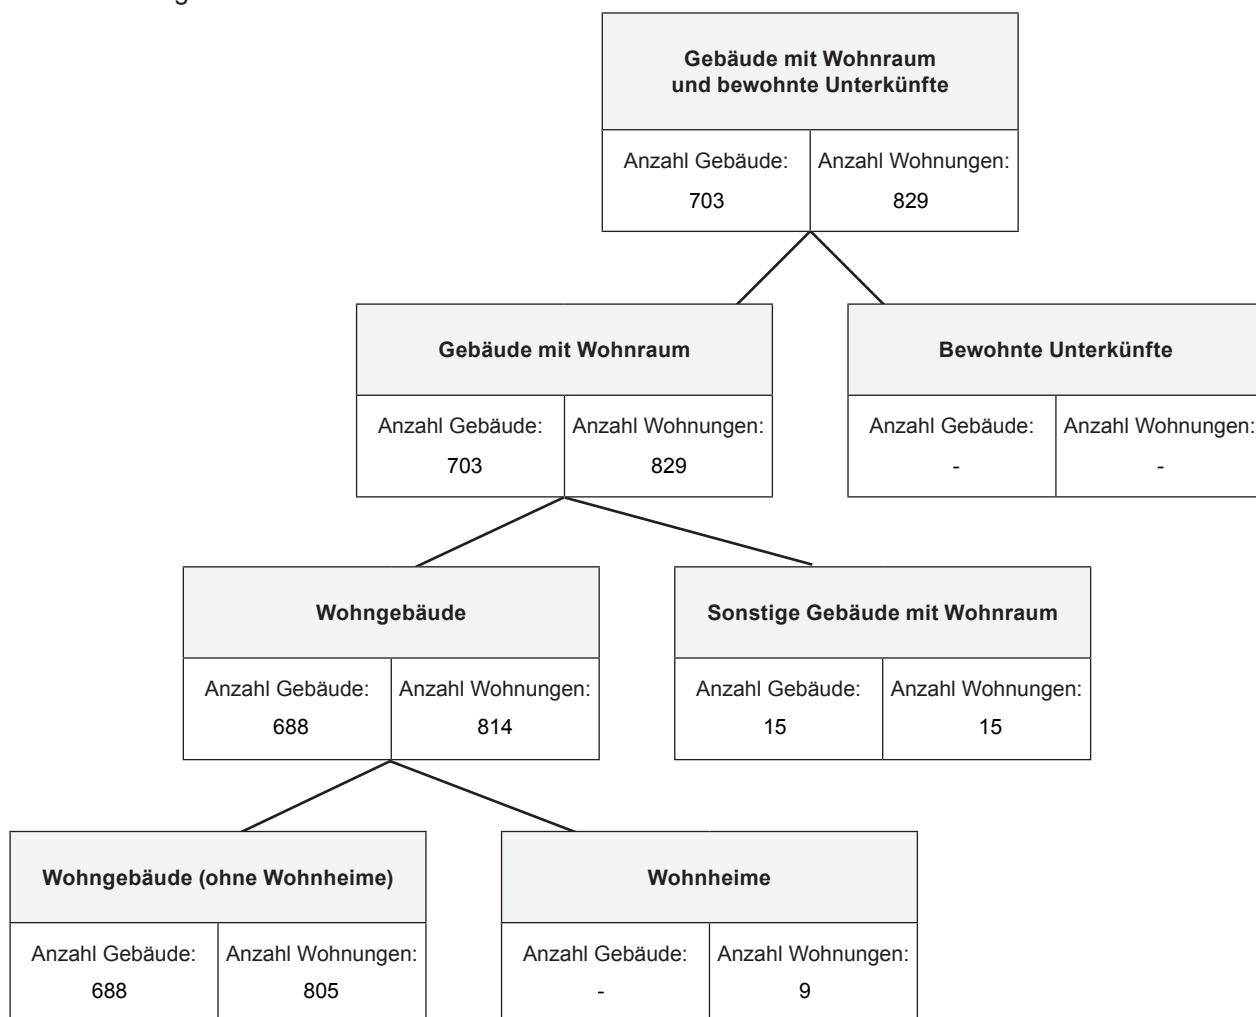 Gebäude mit Wohnraum
und bewohnte Unterkünfte
Anzahl Gebäude: Anzahl Wohnungen:
703 829
Gebäude mit Wohnraum
Bewohnte Unterkünfte
Anzahl Gebäude: Anzahl Wohnungen:
703 829
Anzahl Gebäude: Anzahl Wohnungen:
- -
Wohngebäude
Sonstige Gebäude mit Wohnraum
Anzahl Gebäude: Anzahl Wohnungen:
688 814
Anzahl Gebäude: Anzahl Wohnungen:
15 15
Wohngebäude (ohne Wohnheime)
Wohnheime
Anzahl Gebäude: Anzahl Wohnungen:
688 805
Anzahl Gebäude: Anzahl Wohnungen:
- 9